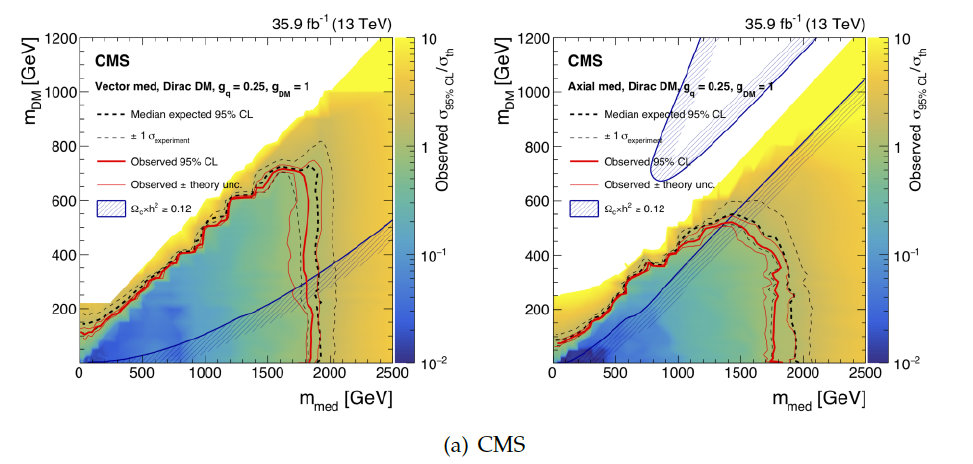 35.9 fb⁻¹ (13 TeV)
CMS
Vector med, Dirac DM, g_q = 0.25, g_DM = 1
Median expected 95% CL
± 1 σ_experiment
Observed 95% CL
Observed ± theory unc.
Ω_c×h² ≥ 0.12
m_DM [GeV]
1200
1000
800
600
400
200
0
500
1000
1500
2000
2500
m_med [GeV]
10
1
10⁻¹
10⁻²
Observed σ_95% CL/σ_th
35.9 fb⁻¹ (13 TeV)
CMS
Axial med, Dirac DM, g_q = 0.25, g_DM = 1
Median expected 95% CL
± 1 σ_experiment
Observed 95% CL
Observed ± theory unc.
Ω_c×h² ≥ 0.12
m_DM [GeV]
1200
1000
800
600
400
200
0
500
1000
1500
2000
2500
m_med [GeV]
10
1
10⁻¹
10⁻²
Observed σ_95% CL/σ_th
(a) CMS